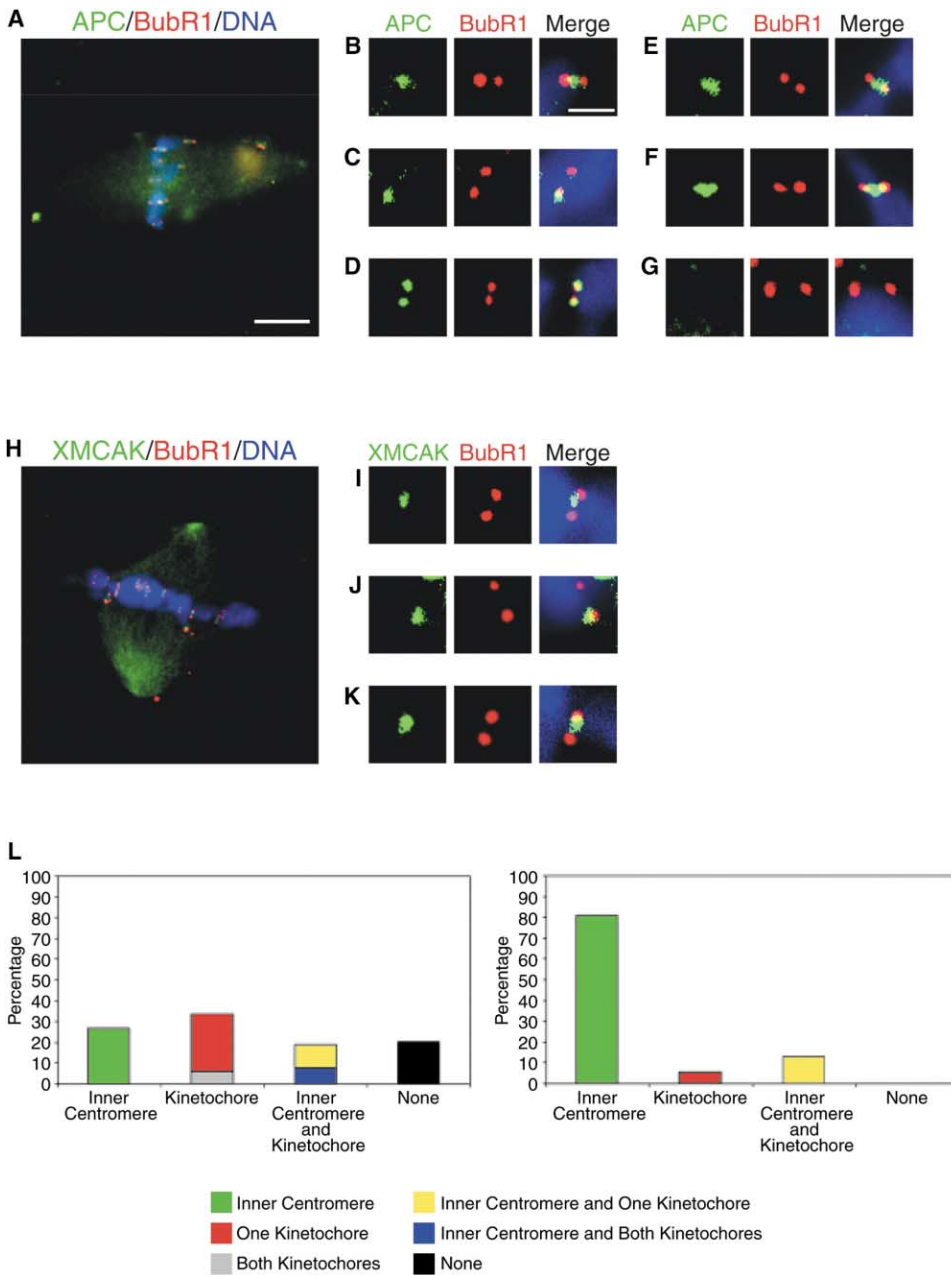 A
APC/BubR1/DNA
B
APC BubR1 Merge
C
D
E
APC BubR1 Merge
F
G
H
XMCAK/BubR1/DNA
I
XMCAK BubR1 Merge
J
K
L
Percentage
100
90
80
70
60
50
40
30
20
10
0
Inner
Centromere
Kinetochore
Inner
Centromere
and
Kinetochore
None
Percentage
100
90
80
70
60
50
40
30
20
10
0
Inner
Centromere
Kinetochore
Inner
Centromere
and
Kinetochore
None
Inner Centromere
One Kinetochore
Both Kinetochores
Inner Centromere and One Kinetochore
Inner Centromere and Both Kinetochores
None